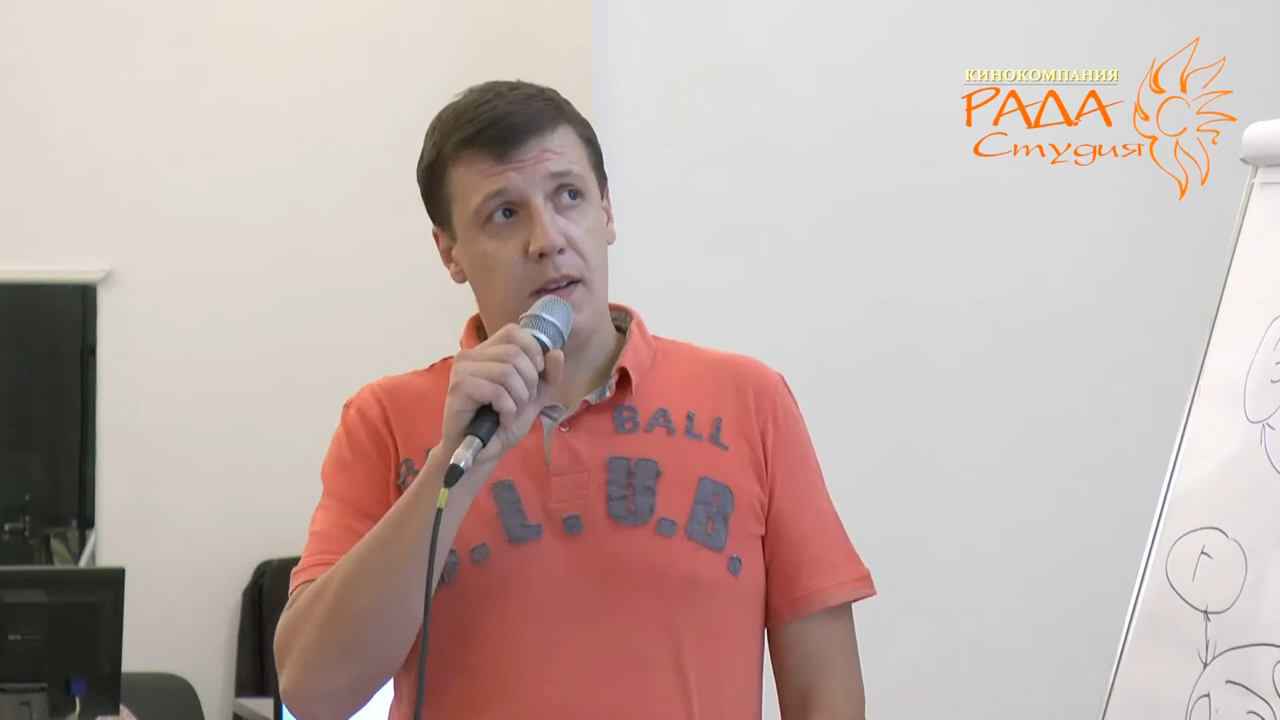 КИНОКОМПАНИЯ
РАДА
Студия
BALL
.L.U.B.
Г